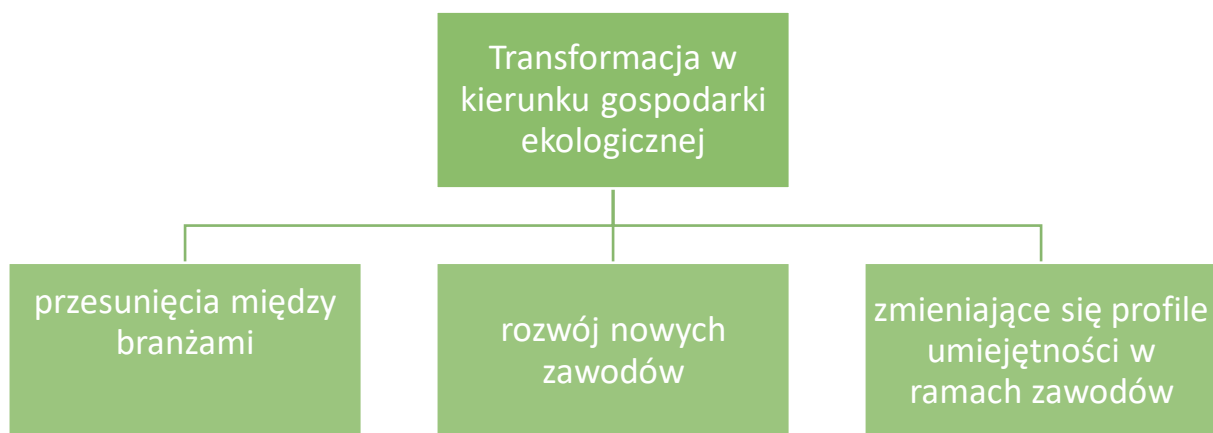 Transformacja w
kierunku gospodarki
ekologicznej
przesunięcia między
branżami
rozwój nowych
zawodów
zmieniające się profile
umiejętności w
ramach zawodów